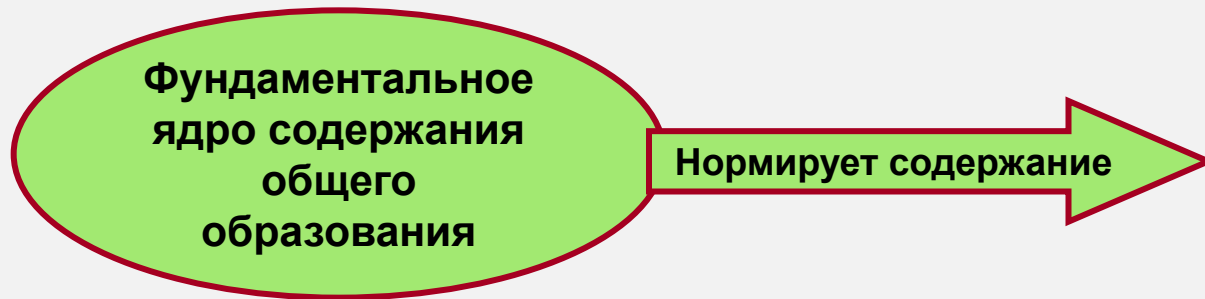 Фундаментальное
ядро содержания
общего
образования
Нормирует содержание